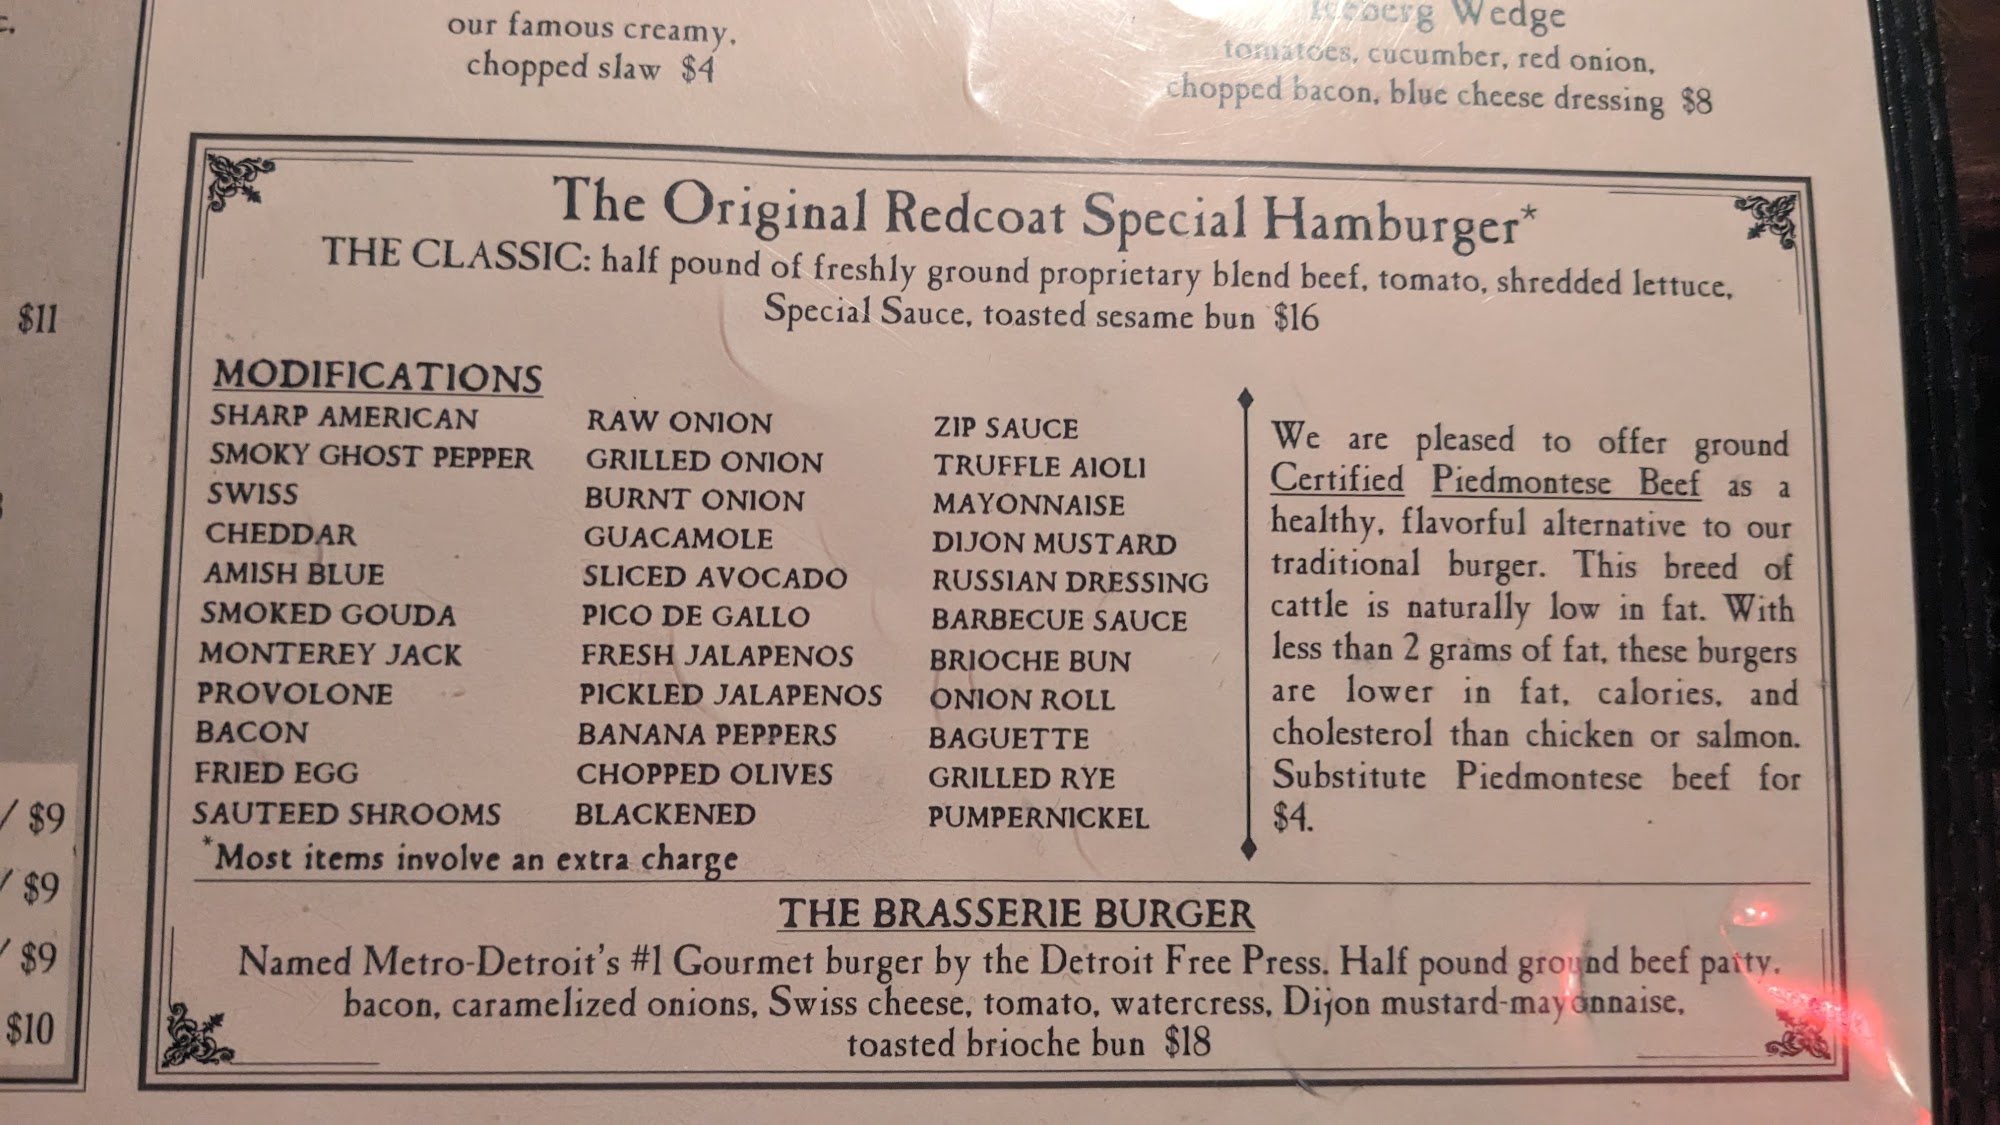 our famous creamy,
chopped slaw $4
Iceberg Wedge
tomatoes, cucumber, red onion,
chopped bacon, blue cheese dressing $8
$11
/ $9
/ $9
/ $9
$10
The Original Redcoat Special Hamburger*
THE CLASSIC: half pound of freshly ground proprietary blend beef, tomato, shredded lettuce,
Special Sauce, toasted sesame bun $16
MODIFICATIONS
SHARP AMERICAN
SMOKY GHOST PEPPER
SWISS
CHEDDAR
AMISH BLUE
SMOKED GOUDA
MONTEREY JACK
PROVOLONE
BACON
FRIED EGG
SAUTEED SHROOMS
RAW ONION
GRILLED ONION
BURNT ONION
GUACAMOLE
SLICED AVOCADO
PICO DE GALLO
FRESH JALAPENOS
PICKLED JALAPENOS
BANANA PEPPERS
CHOPPED OLIVES
BLACKENED
ZIP SAUCE
TRUFFLE AIOLI
MAYONNAISE
DIJON MUSTARD
RUSSIAN DRESSING
BARBECUE SAUCE
BRIOCHE BUN
ONION ROLL
BAGUETTE
GRILLED RYE
PUMPERNICKEL
*Most items involve an extra charge
We are pleased to offer ground
Certified Piedmontese Beef as a
healthy, flavorful alternative to our
traditional burger. This breed of
cattle is naturally low in fat. With
less than 2 grams of fat, these burgers
are lower in fat, calories, and
cholesterol than chicken or salmon.
Substitute Piedmontese beef for
$4.
THE BRASSERIE BURGER
Named Metro-Detroit's #1 Gourmet burger by the Detroit Free Press. Half pound ground beef patty,
bacon, caramelized onions, Swiss cheese, tomato, watercress, Dijon mustard-mayonnaise,
toasted brioche bun $18